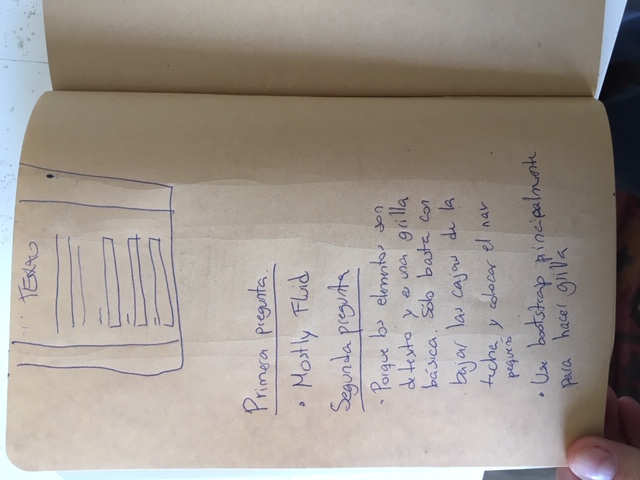 TEXTO
Primera pregunta
• Mostly Fluid
Segunda pregunta
• Porque los elementos son
de texto y es una grilla
básica. Sólo basta con
bajar las cajas de la
fecha y colocar el nav
pequeño
• Use bootstrap principalmente
para hacer grilla